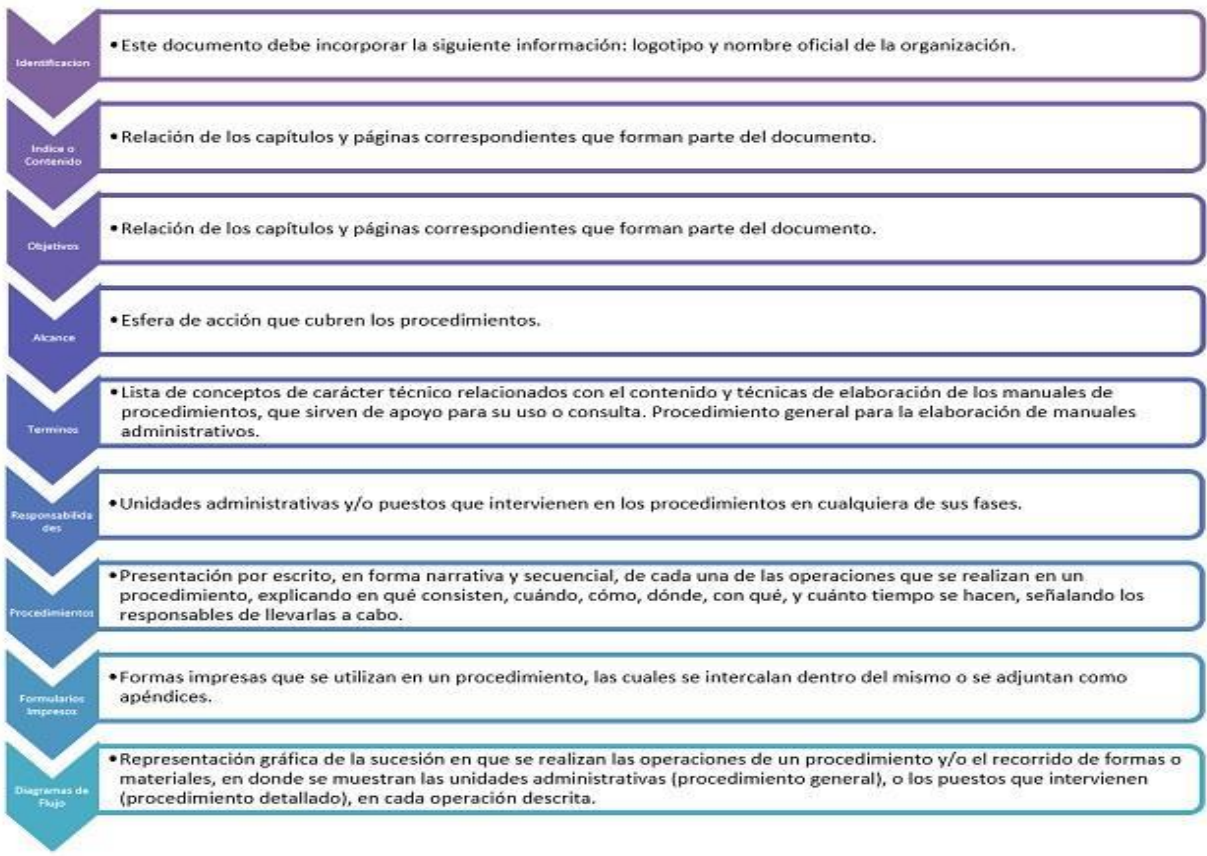 Identificacion
•Este documento debe incorporar la siguiente información: logotipo y nombre oficial de la organización.
Indice o
Contenido
•Relación de los capítulos y páginas correspondientes que forman parte del documento.
Objetivos
•Relación de los capítulos y páginas correspondientes que forman parte del documento.
Alcance
•Esfera de acción que cubren los procedimientos.
Terminos
•Lista de conceptos de carácter técnico relacionados con el contenido y técnicas de elaboración de los manuales de
procedimientos, que sirven de apoyo para su uso o consulta. Procedimiento general para la elaboración de manuales
administrativos.
Responsabilida
des
•Unidades administrativas y/o puestos que intervienen en los procedimientos en cualquiera de sus fases.
Procedimientos
•Presentación por escrito, en forma narrativa y secuencial, de cada una de las operaciones que se realizan en un
procedimiento, explicando en qué consisten, cuándo, cómo, dónde, con qué, y cuánto tiempo se hacen, señalando los
responsables de llevarlas a cabo.
Formularios
Impresos
•Formas impresas que se utilizan en un procedimiento, las cuales se intercalan dentro del mismo o se adjuntan como
apéndices.
Diagramas de
Flujo
•Representación gráfica de la sucesión en que se realizan las operaciones de un procedimiento y/o el recorrido de formas o
materiales, en donde se muestran las unidades administrativas (procedimiento general), o los puestos que intervienen
(procedimiento detallado), en cada operación descrita.